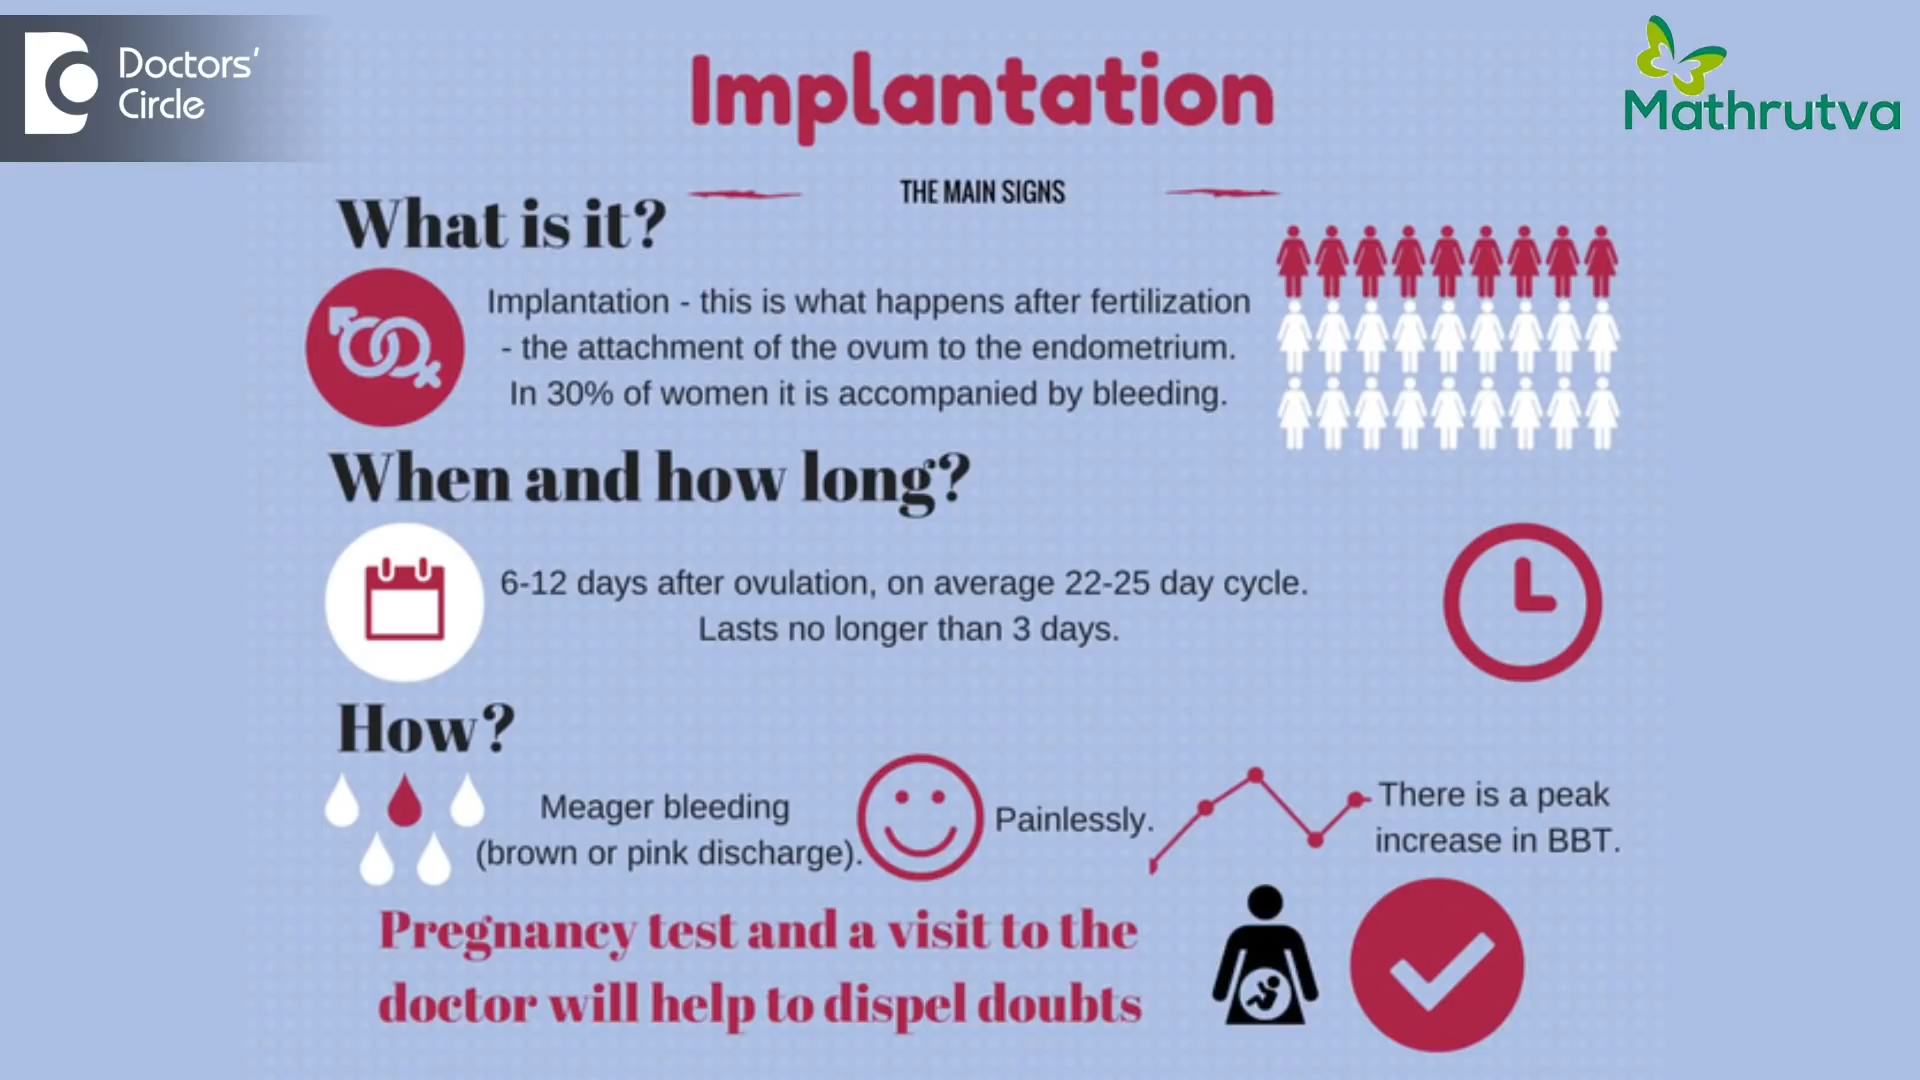 Doctors'
Circle
Implantation
Mathrutva
THE MAIN SIGNS
What is it?
Implantation - this is what happens after fertilization
- the attachment of the ovum to the endometrium.
In 30% of women it is accompanied by bleeding.
When and how long?
6-12 days after ovulation, on average 22-25 day cycle.
Lasts no longer than 3 days.
How?
Meager bleeding
(brown or pink discharge).
Painlessly.
There is a peak
increase in BBT.
Pregnancy test and a visit to the
doctor will help to dispel doubts